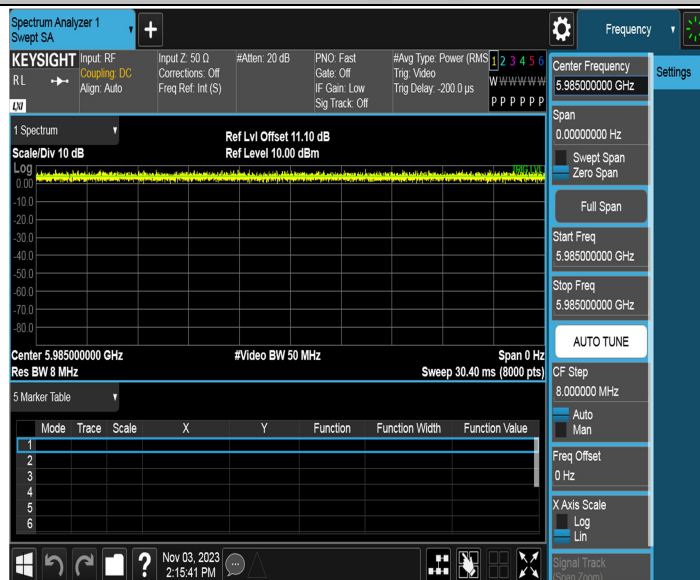 Spectrum Analyzer 1
Swept SA
Frequency
KEYSIGHT
RL
LXI
Input: RF
Coupling: DC
Align: Auto
Input Z: 50 Ω
Corrections: Off
Freq Ref: Int (S)
#Atten: 20 dB
PNO: Fast
Gate: Off
IF Gain: Low
Sig Track: Off
#Avg Type: Power (RMS
Trig: Video
Trig Delay: -200.0 µs
1 2 3 4 5 6
W W W W W W
P P P P P P
Center Frequency
5.985000000 GHz
Settings
Span
0.00000000 Hz
Swept Span
Zero Span
Full Span
Start Freq
5.985000000 GHz
Stop Freq
5.985000000 GHz
AUTO TUNE
CF Step
8.000000 MHz
Auto
Man
Freq Offset
0 Hz
X Axis Scale
Log
Lin
Signal Track
(Span Zoom)
1 Spectrum
Scale/Div 10 dB
Ref Lvl Offset 11.10 dB
Ref Level 10.00 dBm
Log
0.00
-10.0
-20.0
-30.0
-40.0
-50.0
-60.0
-70.0
-80.0
Center 5.985000000 GHz
#Video BW 50 MHz
Span 0 Hz
Res BW 8 MHz
Sweep 30.40 ms (8000 pts)
5 Marker Table
Mode Trace Scale X Y Function Function Width Function Value
1
2
3
4
5
6
?
Nov 03, 2023
2:15:41 PM